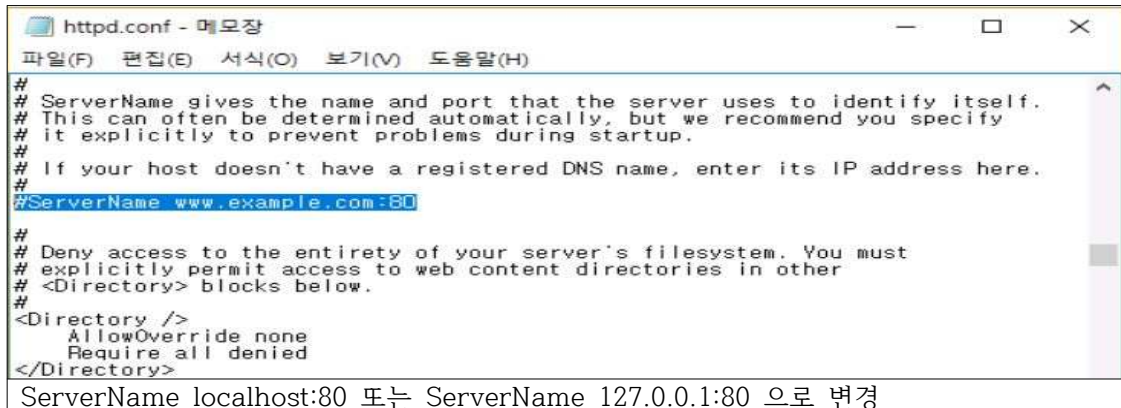 httpd.conf - 메모장
파일(F) 편집(E) 서식(O) 보기(V) 도움말(H)
#
# ServerName gives the name and port that the server uses to identify itself.
# This can often be determined automatically, but we recommend you specify
# it explicitly to prevent problems during startup.
#
# If your host doesn't have a registered DNS name, enter its IP address here.
#
#ServerName www.example.com:80
#
# Deny access to the entirety of your server's filesystem. You must
# explicitly permit access to web content directories in other
# <Directory> blocks below.
#
<Directory />
    AllowOverride none
    Require all denied
</Directory>
ServerName localhost:80 또는 ServerName 127.0.0.1:80 으로 변경